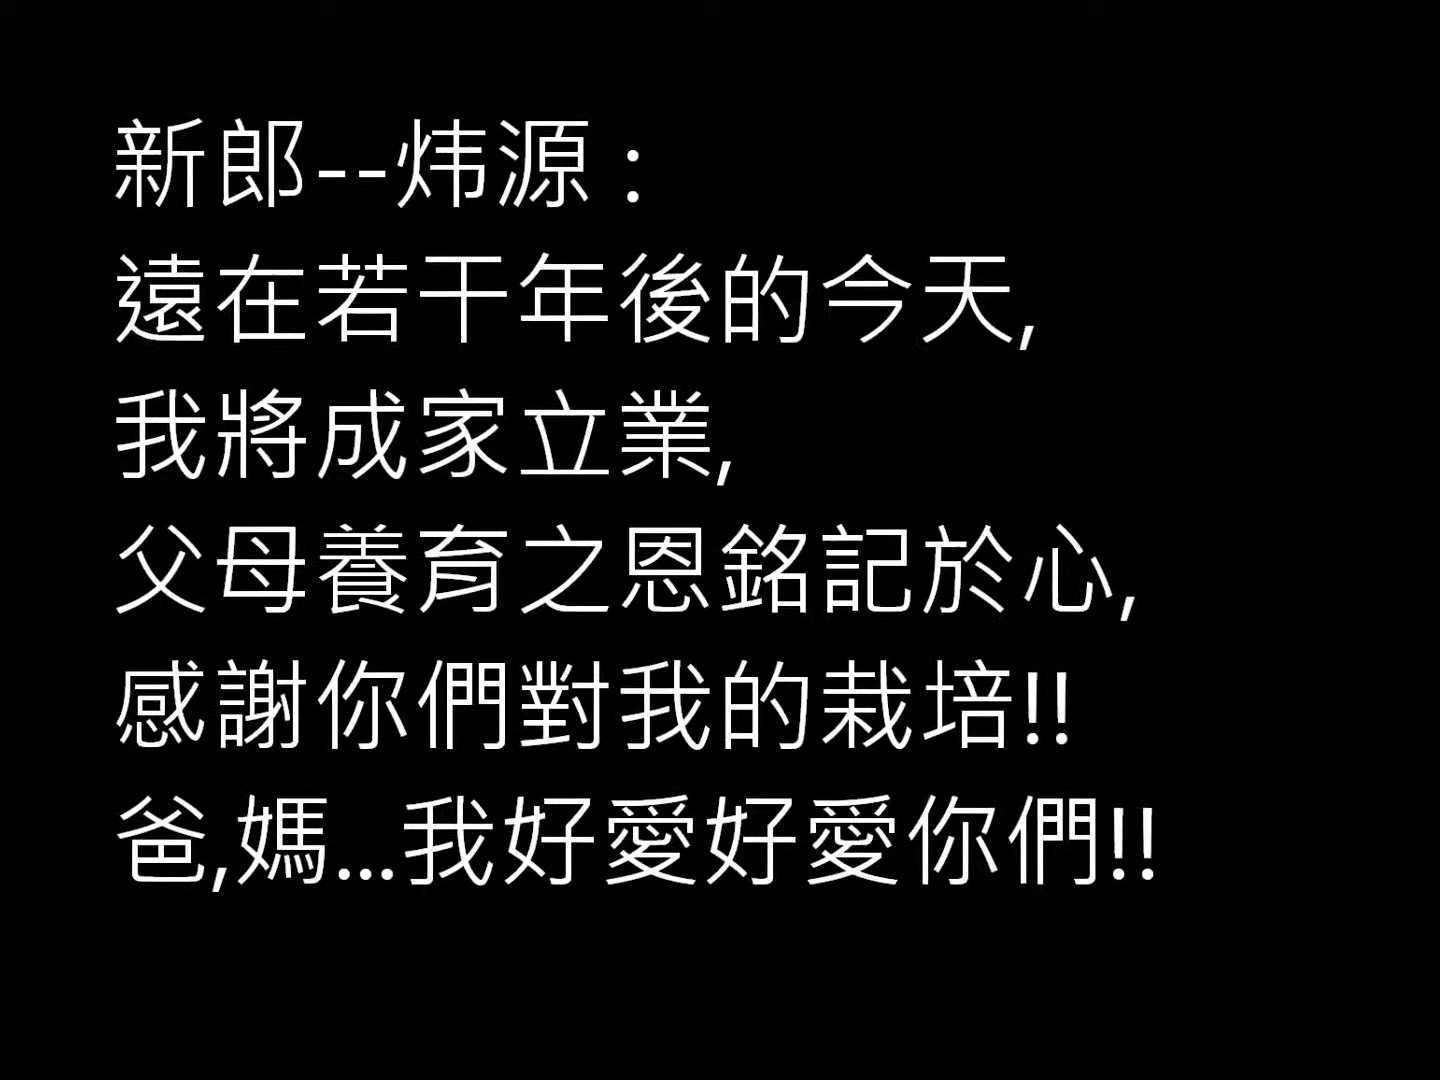 新郎--炜源：
遠在若干年後的今天,
我將成家立業,
父母養育之恩銘記於心,
感謝你們對我的栽培!!
爸,媽...我好愛好愛你們!!